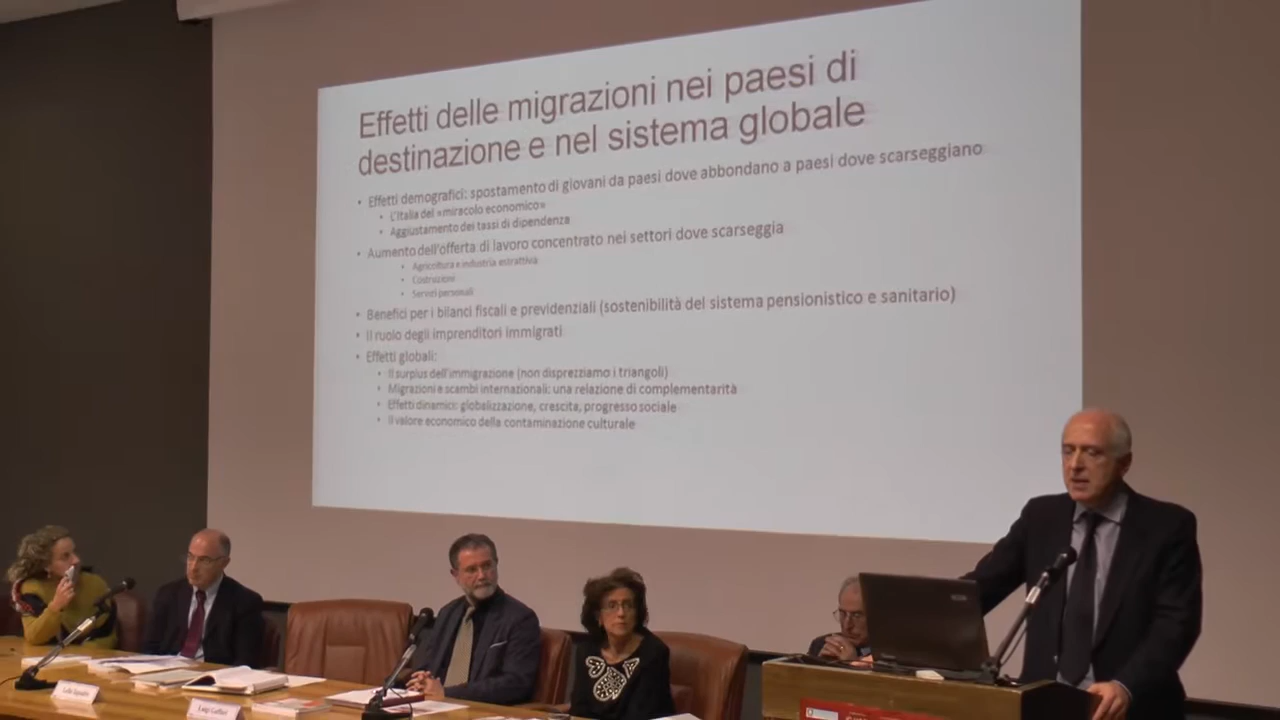 Effetti delle migrazioni nei paesi di
destinazione e nel sistema globale
• Effetti demografici: spostamento di giovani da paesi dove abbondano a paesi dove scarseggiano
• L'Italia del «miracolo economico»
• Aggiustamento dei tassi di dipendenza
• Aumento dell'offerta di lavoro concentrato nei settori dove scarseggia
• Agricoltura e industria estrattiva
• Costruzioni
• Servizi personali
• Benefici per i bilanci fiscali e previdenziali (sostenibilità del sistema pensionistico e sanitario)
• Il ruolo degli imprenditori immigrati
• Effetti globali:
• Il surplus dell'immigrazione (non disprezziamo i triangoli)
• Migrazioni e scambi internazionali: una relazione di complementarità
• Effetti dinamici: globalizzazione, crescita, progresso sociale
• Il valore economico della contaminazione culturale
Luigi